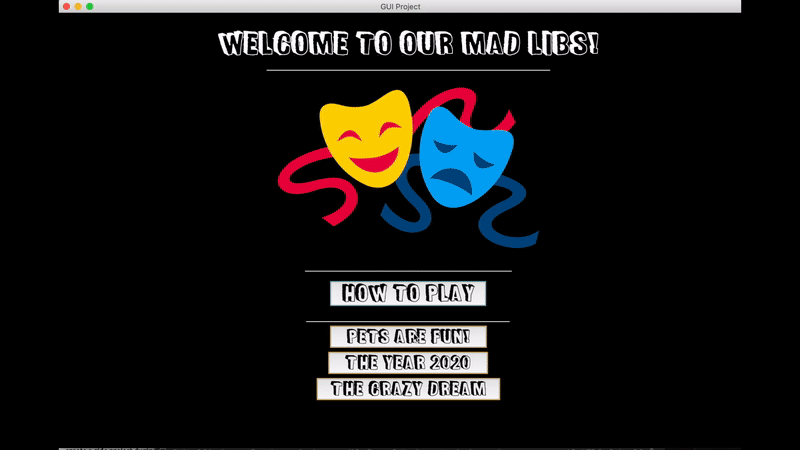 GUI Project
WELCOME TO OUR MAD LIBS!
HOW TO PLAY
PETS ARE FUN!
THE YEAR 2020
THE CRAZY DREAM